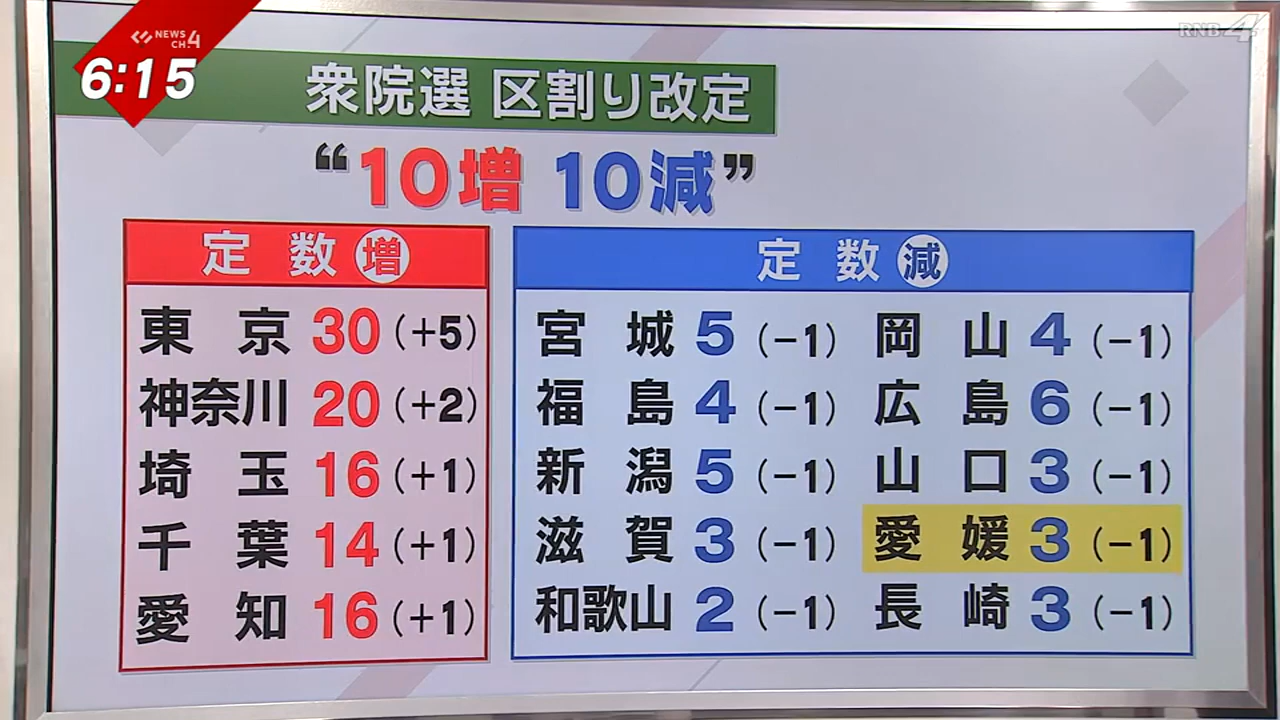 NEWS CH.4
6:15
RNB 4
衆院選 区割り改定
“10増 10減”
定数増
東京 30 (+5)
神奈川 20 (+2)
埼玉 16 (+1)
千葉 14 (+1)
愛知 16 (+1)
定数減
宮城 5 (−1) 岡山 4 (−1)
福島 4 (−1) 広島 6 (−1)
新潟 5 (−1) 山口 3 (−1)
滋賀 3 (−1) 愛媛 3 (−1)
和歌山 2 (−1) 長崎 3 (−1)